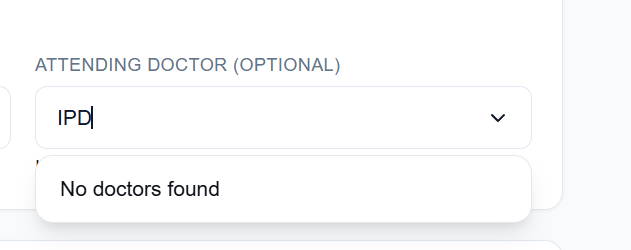 ATTENDING DOCTOR (OPTIONAL)
IPD
No doctors found